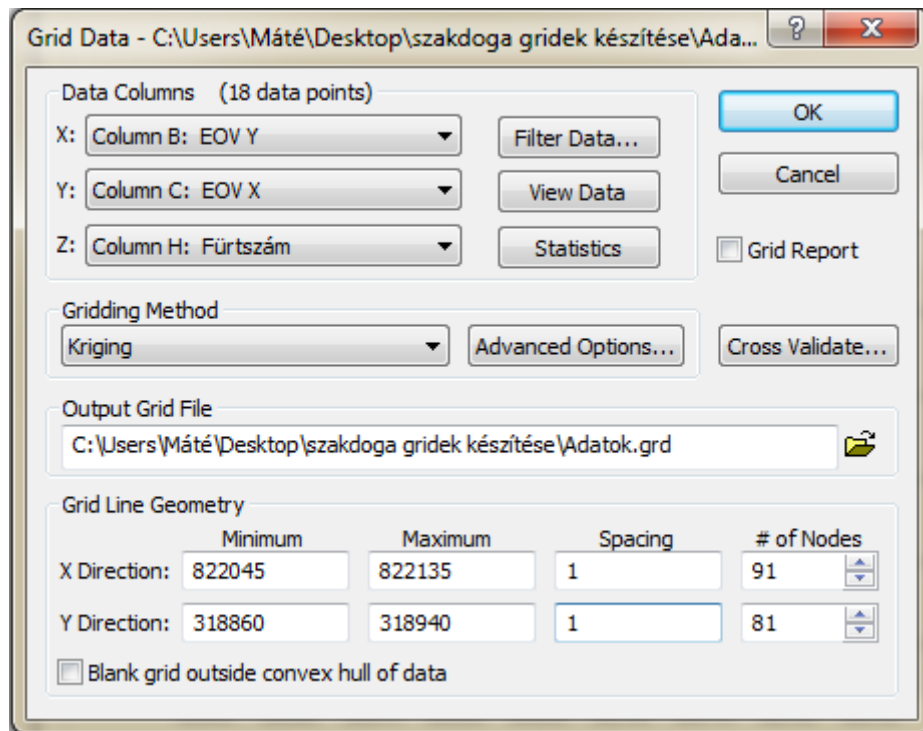 Grid Data - C:\Users\Máté\Desktop\szakdoga gridek készítése\Ada...
?
x
Data Columns (18 data points)
X: Column B: EOV Y
Filter Data...
Y: Column C: EOV X
View Data
Z: Column H: Fürtszám
Statistics
OK
Cancel
Grid Report
Gridding Method
Kriging
Advanced Options...
Cross Validate...
Output Grid File
C:\Users\Máté\Desktop\szakdoga gridek készítése\Adatok.grd
Grid Line Geometry
Minimum Maximum Spacing # of Nodes
X Direction: 822045 822135 1 91
Y Direction: 318860 318940 1 81
Blank grid outside convex hull of data